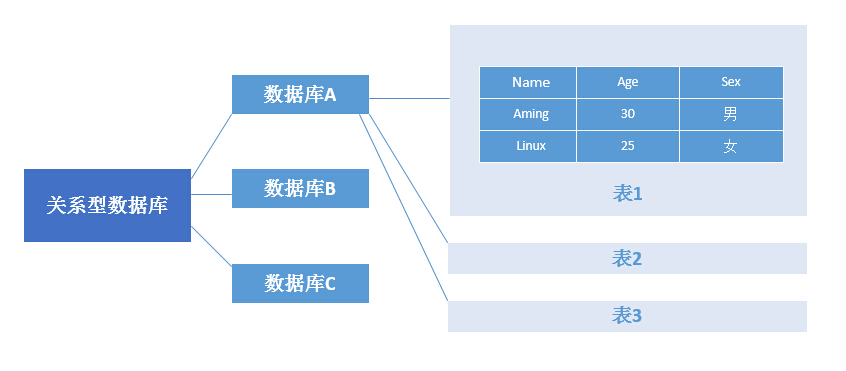 关系型数据库
数据库A
数据库B
数据库C
Name Age Sex
Aming 30 男
Linux 25 女
表1
表2
表3